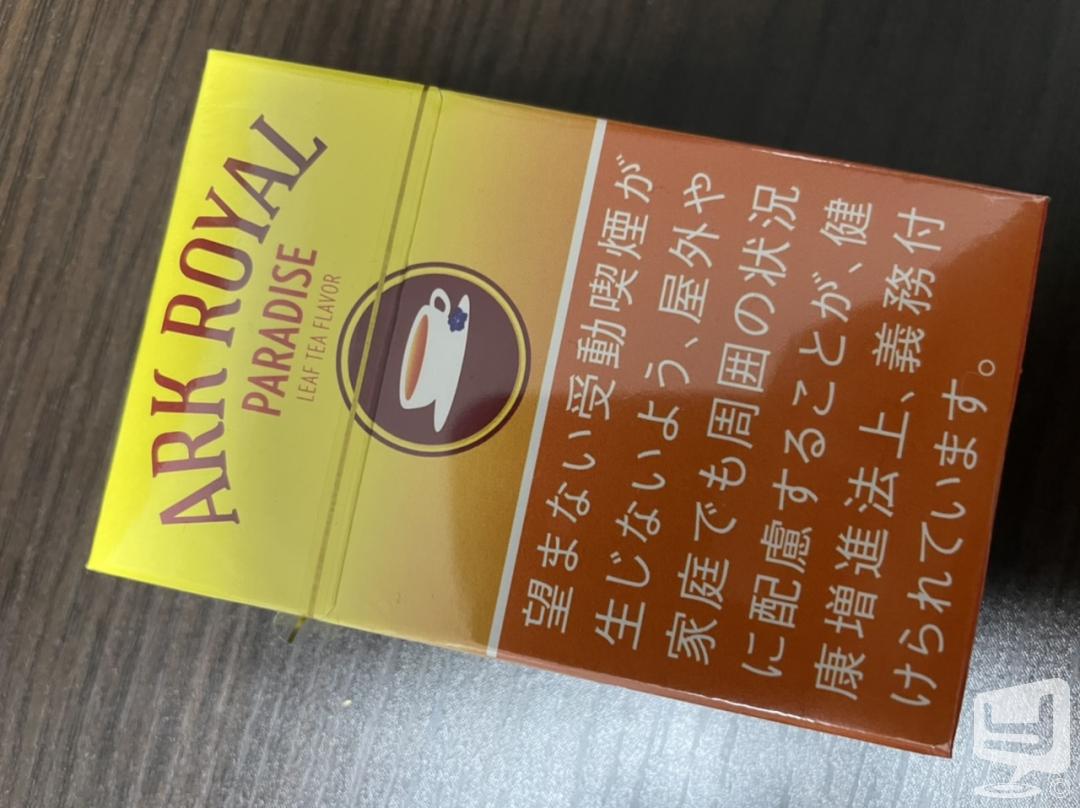 ARK ROYAL
PARADISE
LEAF TEA FLAVOR
望まない受動喫煙が
生じないよう、屋外や
家庭でも周囲の状況
に配慮することが、健
康増進法上、義務付
けられています。
©